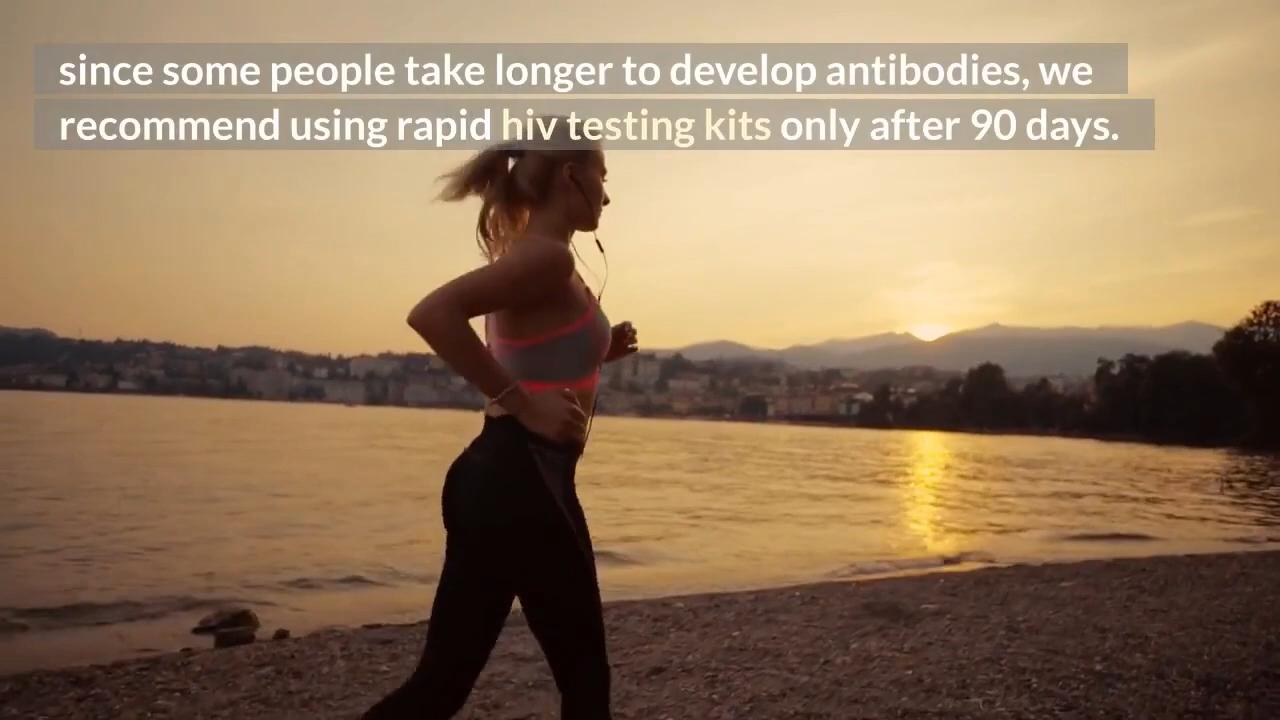 since some people take longer to develop antibodies, we
recommend using rapid hiv testing kits only after 90 days.